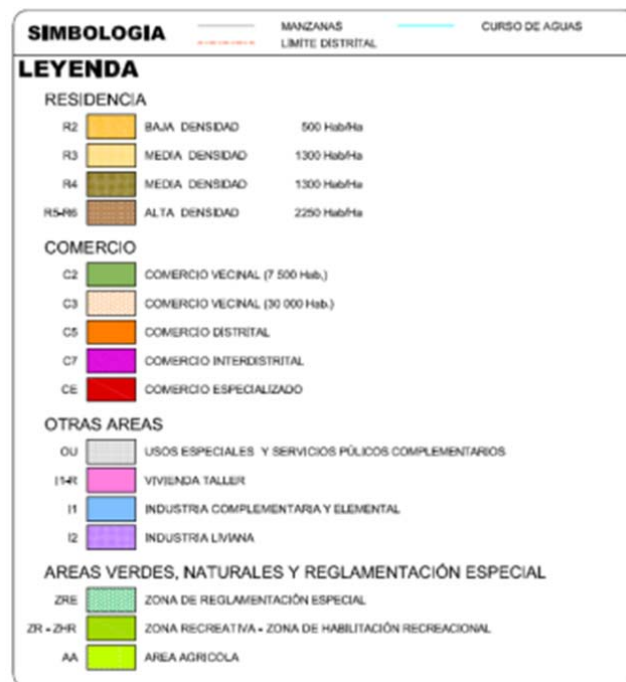 SIMBOLOGIA MANZANAS CURSO DE AGUAS
LÍMITE DISTRITAL
LEYENDA
RESIDENCIA
R2 BAJA DENSIDAD 500 Hab/Ha
R3 MEDIA DENSIDAD 1300 Hab/Ha
R4 MEDIA DENSIDAD 1300 Hab/Ha
R5-R6 ALTA DENSIDAD 2250 Hab/Ha
COMERCIO
C2 COMERCIO VECINAL (7 500 Hab.)
C3 COMERCIO VECINAL (30 000 Hab.)
C5 COMERCIO DISTRITAL
C7 COMERCIO INTERDISTRITAL
CE COMERCIO ESPECIALIZADO
OTRAS AREAS
OU USOS ESPECIALES Y SERVICIOS PÚLICOS COMPLEMENTARIOS
I1-R VIVIENDA TALLER
I1 INDUSTRIA COMPLEMENTARIA Y ELEMENTAL
I2 INDUSTRIA LIVIANA
AREAS VERDES, NATURALES Y REGLAMENTACIÓN ESPECIAL
ZRE ZONA DE REGLAMENTACIÓN ESPECIAL
ZR - ZHR ZONA RECREATIVA - ZONA DE HABILITACIÓN RECREACIONAL
AA AREA AGRICOLA